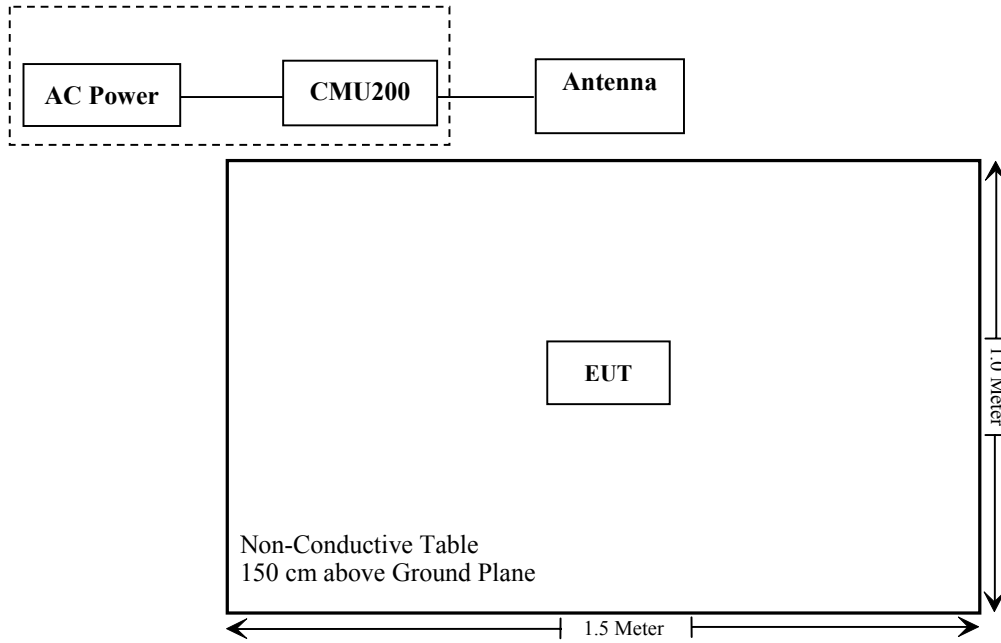 AC Power
CMU200
Antenna
EUT
1.0 Meter
Non-Conductive Table
150 cm above Ground Plane
1.5 Meter